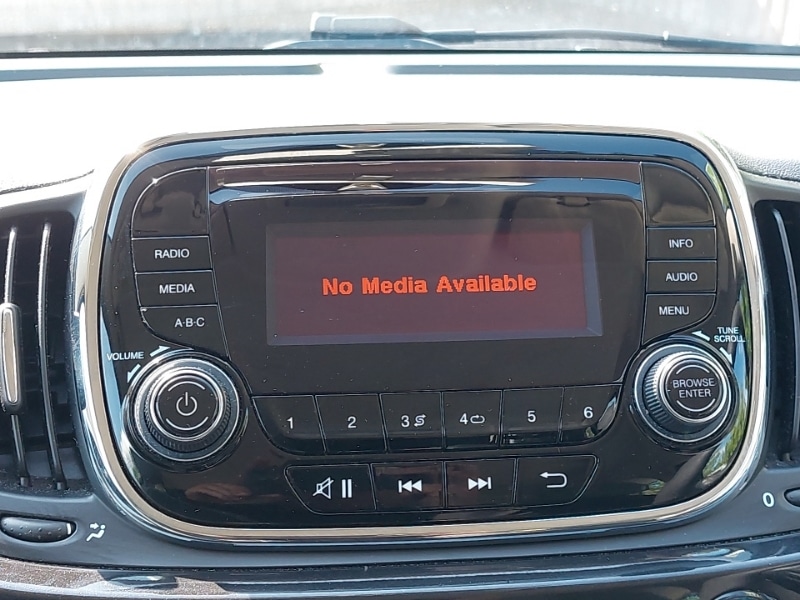 RADIO
MEDIA
A·B·C
No Media Available
INFO
AUDIO
MENU
VOLUME
TUNE
SCROLL
BROWSE
ENTER
1
2
3
4
5
6
0